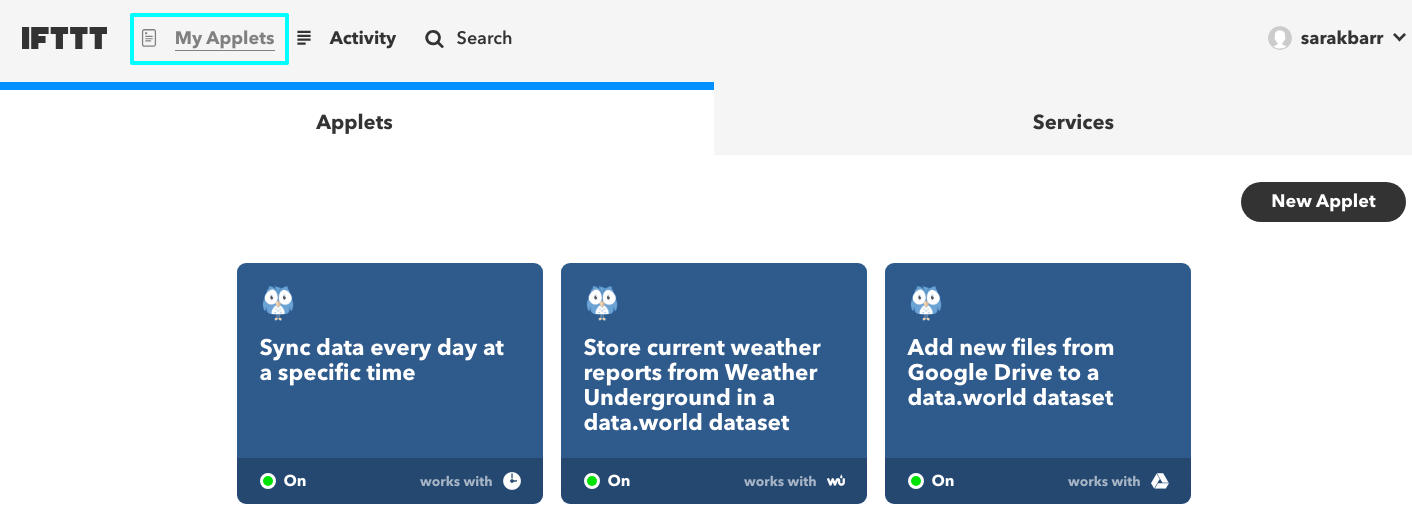 IFTTT My Applets Activity Search sarakbarr
Applets Services
New Applet
Sync data every day at
a specific time
On works with
Store current weather
reports from Weather
Underground in a
data.world dataset
On works with wu
Add new files from
Google Drive to a
data.world dataset
On works with